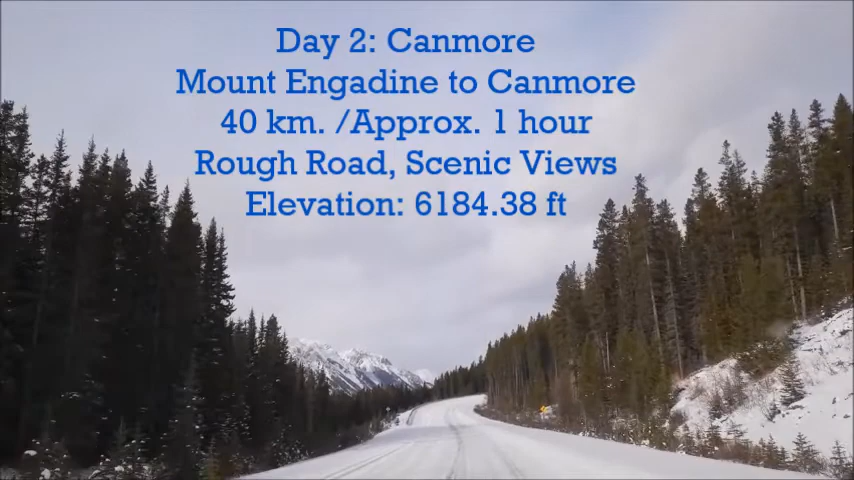 Day 2: Canmore
Mount Engadine to Canmore
40 km. /Approx. 1 hour
Rough Road, Scenic Views
Elevation: 6184.38 ft